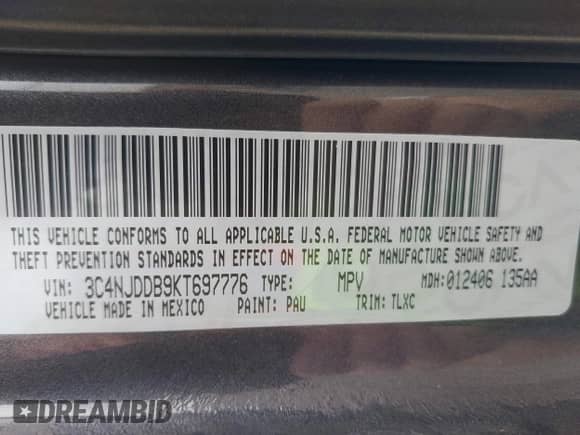 THIS VEHICLE CONFORMS TO ALL APPLICABLE U.S.A. FEDERAL MOTOR VEHICLE SAFETY AND
THEFT PREVENTION STANDARDS IN EFFECT ON THE DATE OF MANUFACTURE SHOWN ABOVE.
VIN: 3C4NJDDB9KT697776 TYPE: MPV MDH:012406 135AA
VEHICLE MADE IN MEXICO PAINT: PAU TRIM: TLXC
DREAMBID